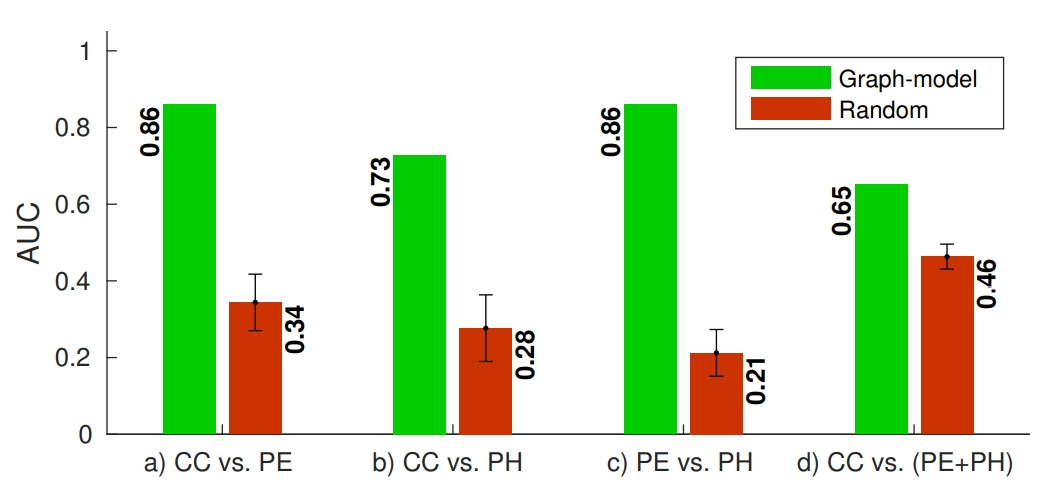 1
0.8
0.6
0.4
0.2
0
AUC
0.86
0.34
0.73
0.28
0.86
0.21
0.65
0.46
Graph-model
Random
a) CC vs. PE
b) CC vs. PH
c) PE vs. PH
d) CC vs. (PE+PH)